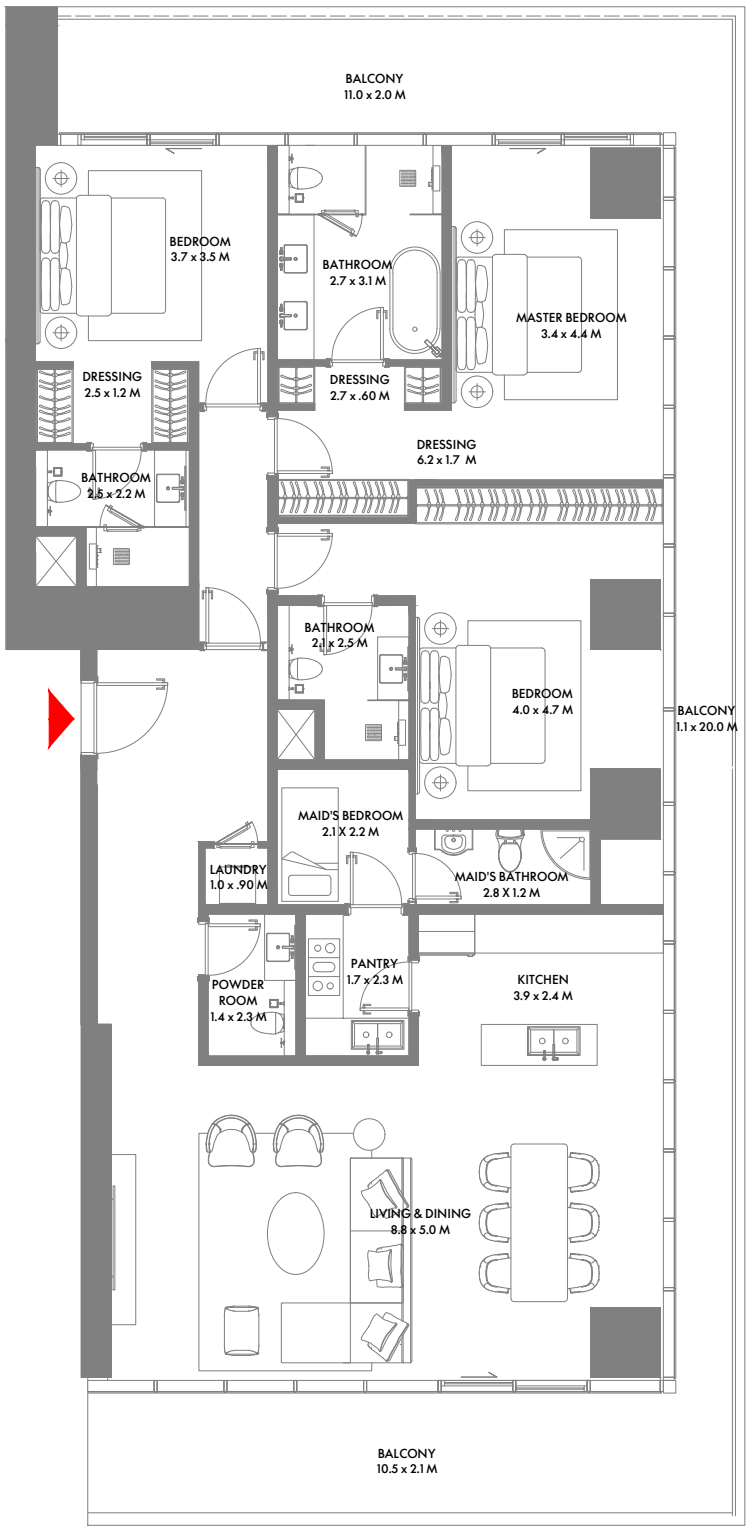 BALCONY
11.0 x 2.0 M
BEDROOM
3.7 x 3.5 M
BATHROOM
2.7 x 3.1 M
MASTER BEDROOM
3.4 x 4.4 M
DRESSING
2.5 x 1.2 M
DRESSING
2.7 x .60 M
DRESSING
6.2 x 1.7 M
BATHROOM
2.5 x 2.2 M
BATHROOM
2.1 x 2.5 M
BEDROOM
4.0 x 4.7 M
BALCONY
1.1 x 20.0 M
MAID'S BEDROOM
2.1 X 2.2 M
LAUNDRY
1.0 x .90 M
MAID'S BATHROOM
2.8 X 1.2 M
POWDER
ROOM
1.4 x 2.3 M
PANTRY
1.7 x 2.3 M
KITCHEN
3.9 x 2.4 M
LIVING & DINING
8.8 x 5.0 M
BALCONY
10.5 x 2.1 M